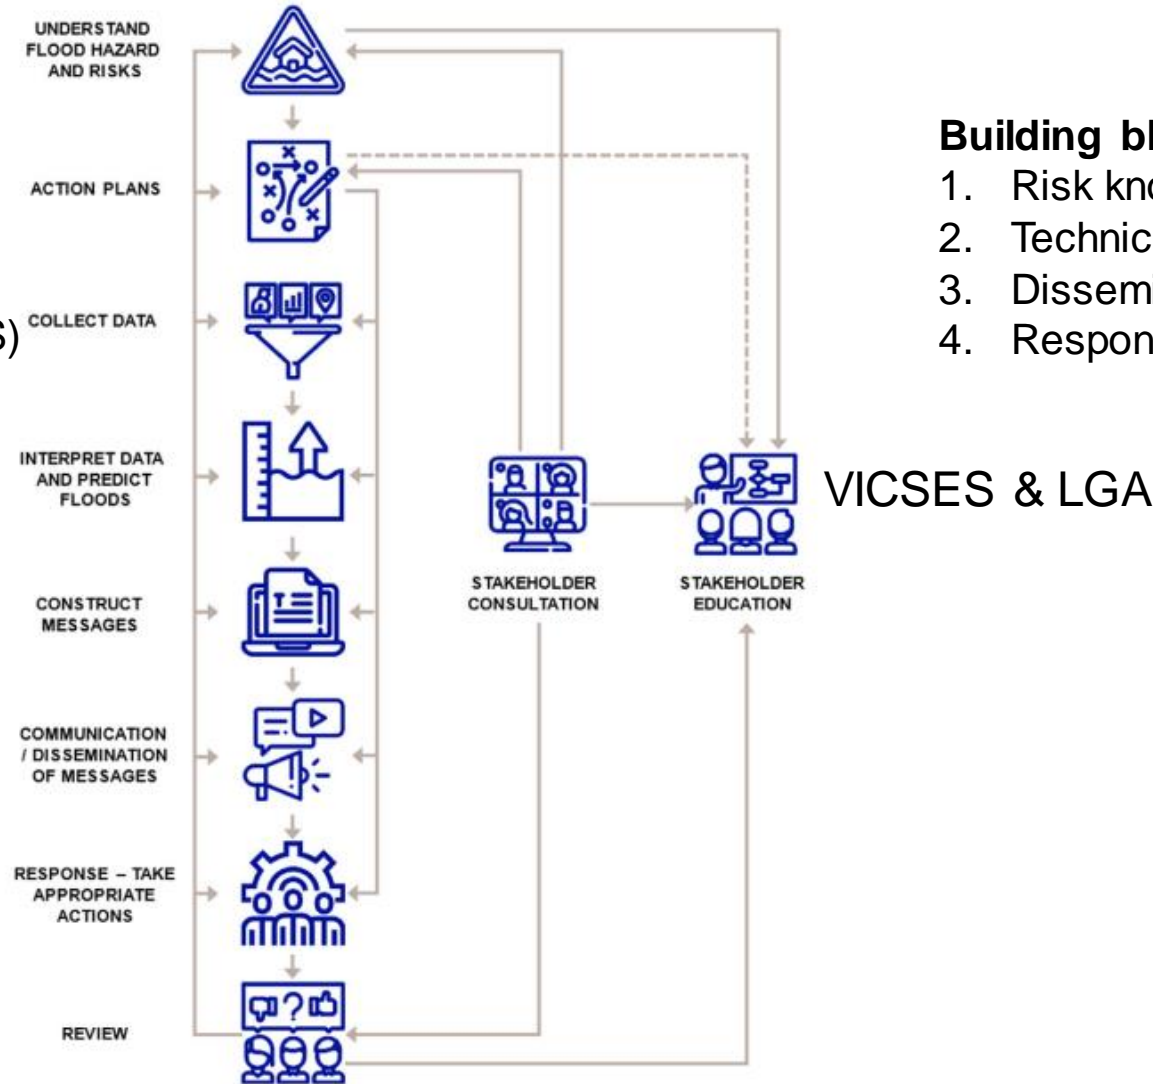 UNDERSTAND
FLOOD HAZARD
AND RISKS
ACTION PLANS
S)
COLLECT DATA
INTERPRET DATA
AND PREDICT
FLOODS
CONSTRUCT
MESSAGES
COMMUNICATION
/ DISSEMINATION
OF MESSAGES
RESPONSE – TAKE
APPROPRIATE
ACTIONS
REVIEW
STAKEHOLDER
CONSULTATION
STAKEHOLDER
EDUCATION
VICSES & LGA
Building bl
1. Risk kno
2. Technic
3. Dissemi
4. Respon